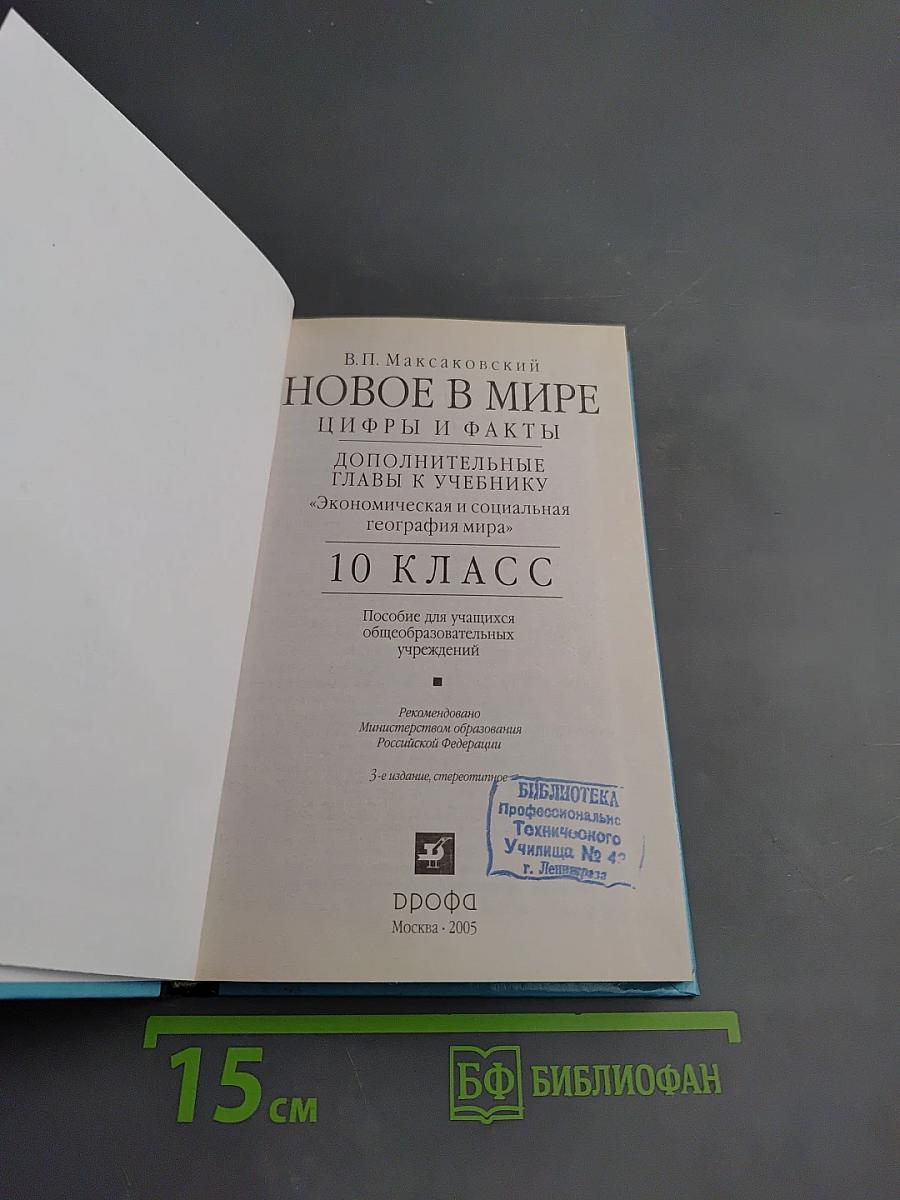 В.П. Максаковский
НОВОЕ В МИРЕ
ЦИФРЫ И ФАКТЫ
ДОПОЛНИТЕЛЬНЫЕ
ГЛАВЫ К УЧЕБНИКУ
«Экономическая и социальная
география мира»
10 КЛАСС
Пособие для учащихся
общеобразовательных
учреждений
Рекомендовано
Министерством образования
Российской Федерации
3-е издание, стереотипное
БИБЛИОТЕКА
Профессионально
Технического
Училища №
г. Ленинграда
дрофа
Москва · 2005
15 см
БФ БИБЛИОФАН